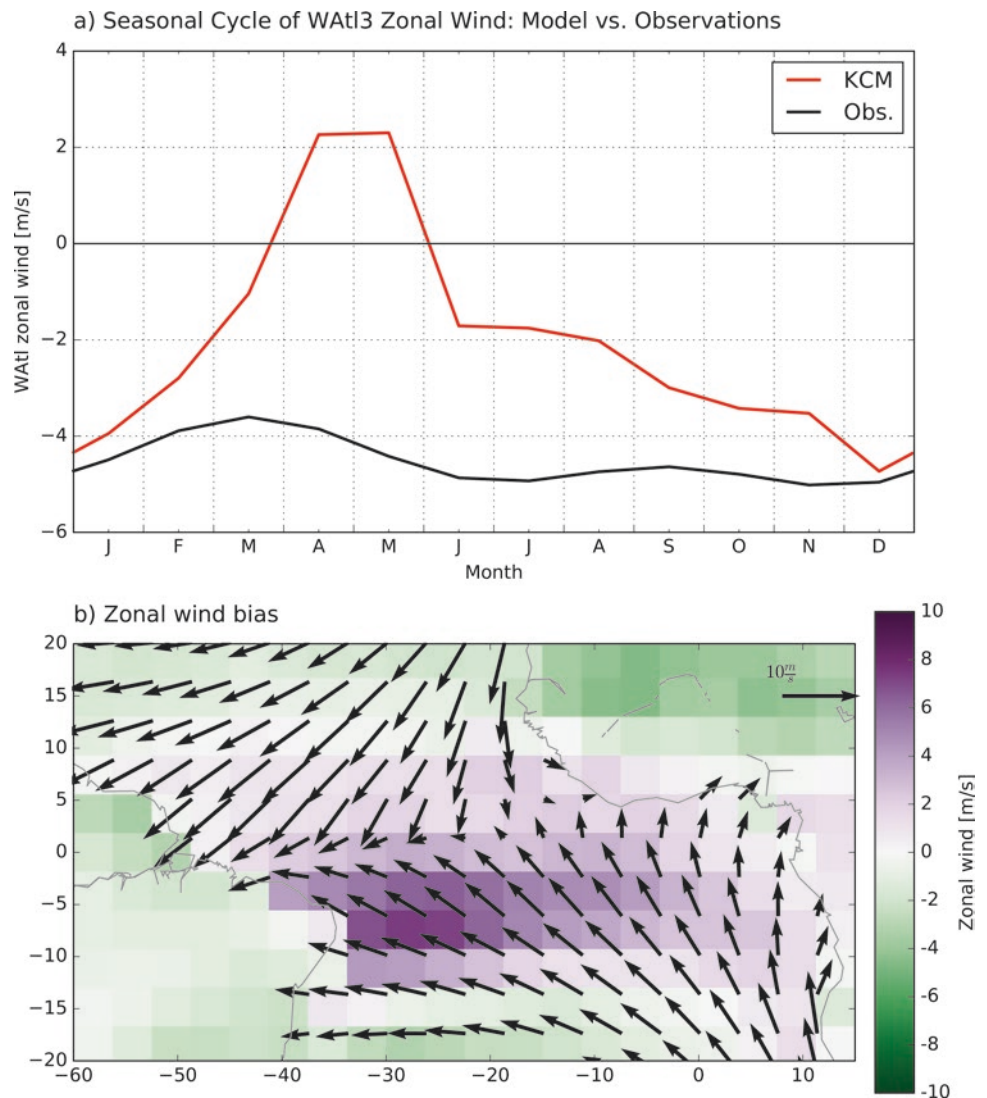 a) Seasonal Cycle of WAtl3 Zonal Wind: Model vs. Observations
4
2
0
−2
−4
−6
WAtl zonal wind [m/s]
KCM
Obs.
J F M A M J J A S O N D
Month
b) Zonal wind bias
20
15
10
5
0
−5
−10
−15
−20
−60 −50 −40 −30 −20 −10 0 10
10 m/s
10
8
6
4
2
0
-2
-4
-6
-8
-10
Zonal wind [m/s]